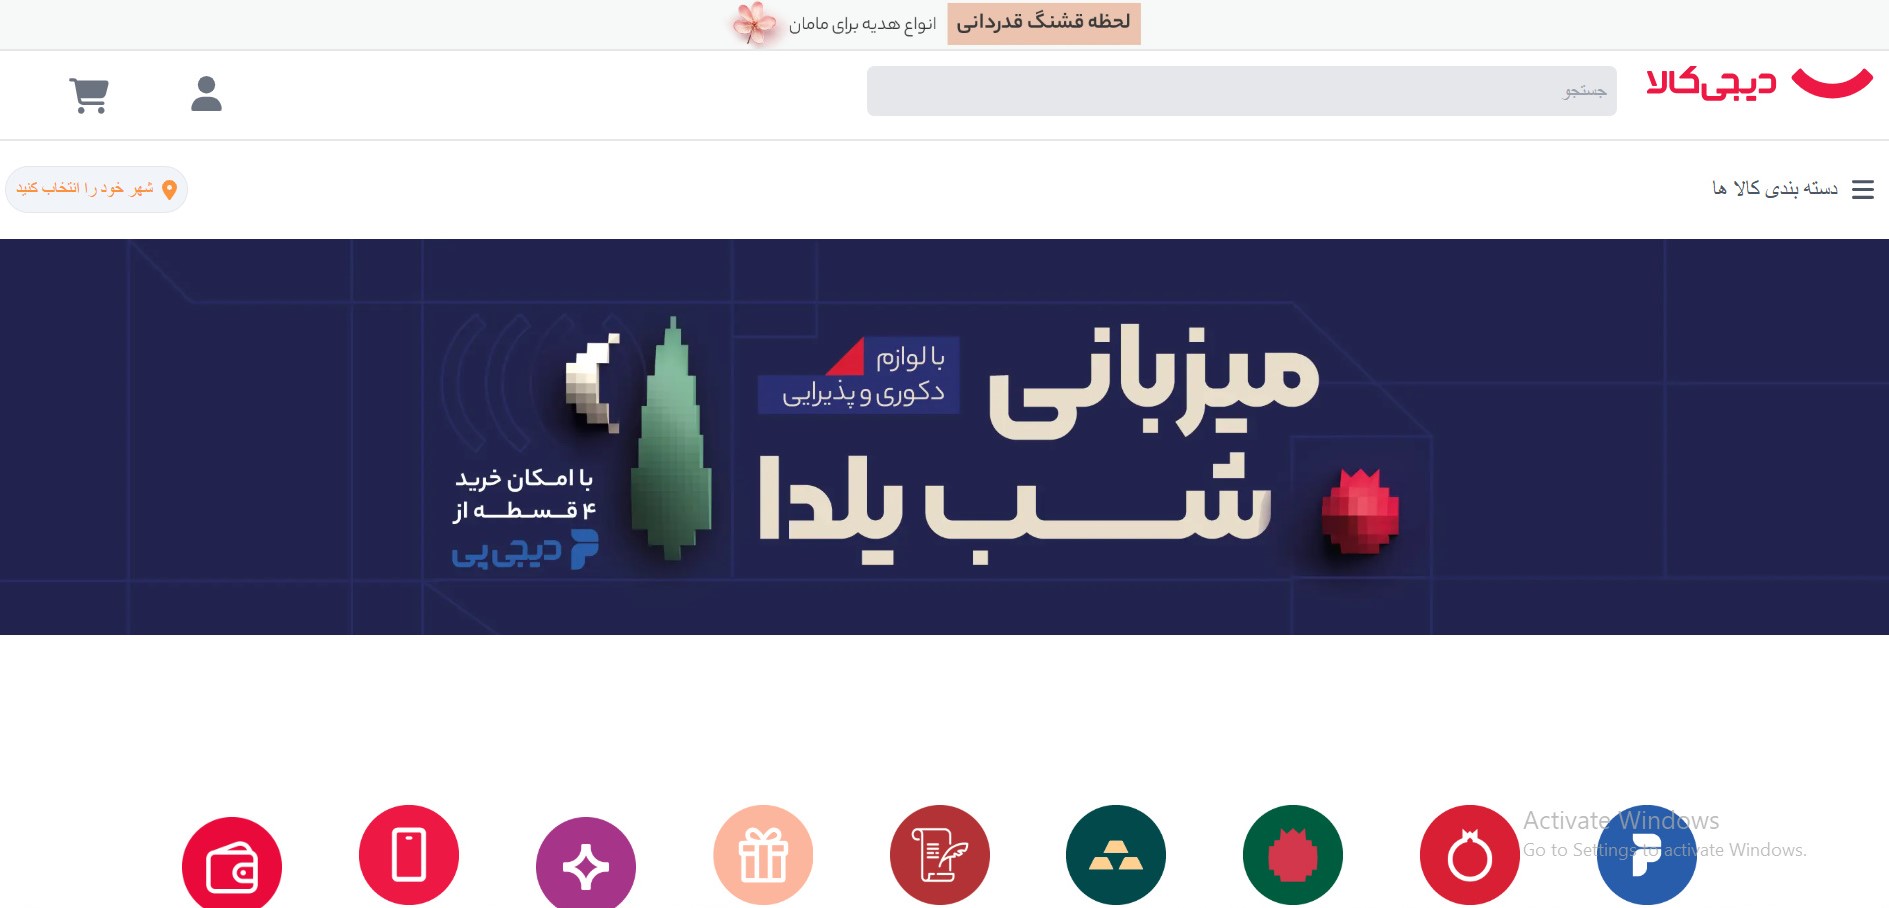 لحظه قشنگ قدردانی انواع هدیه برای مامان
دیجی‌کالا
جستجو
دسته بندی کالا ها
شهر خود را انتخاب کنید
میزبانی
شب یلدا
با لوازم
دکوری و پذیرایی
با امکان خرید
۴ قسطه از
دیجی‌پی
Activate Windows
Go to Settings to activate Windows.